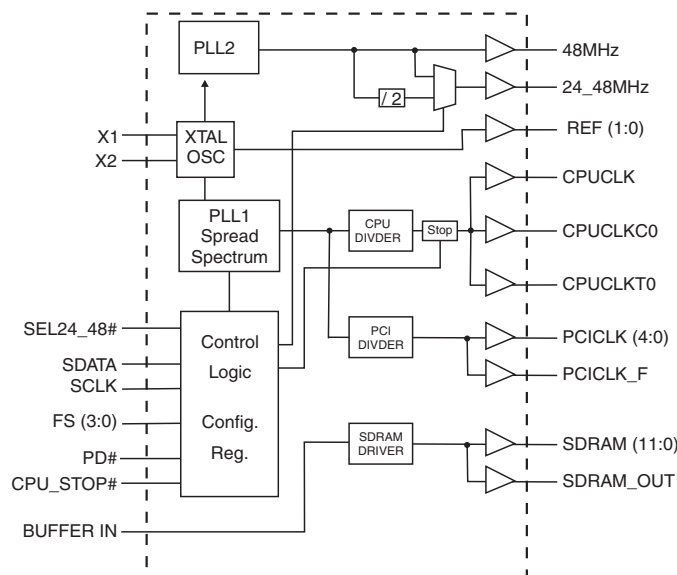 PLL2
48MHz
/ 2
24_48MHz
X1
X2
XTAL
OSC
REF (1:0)
CPUCLK
PLL1
Spread
Spectrum
CPU
DIVDER
Stop
CPUCLKC0
CPUCLKT0
SEL24_48#
SDATA
SCLK
FS (3:0)
PD#
CPU_STOP#
Control
Logic
Config.
Reg.
PCI
DIVDER
PCICLK (4:0)
PCICLK_F
SDRAM
DRIVER
SDRAM (11:0)
SDRAM_OUT
BUFFER IN